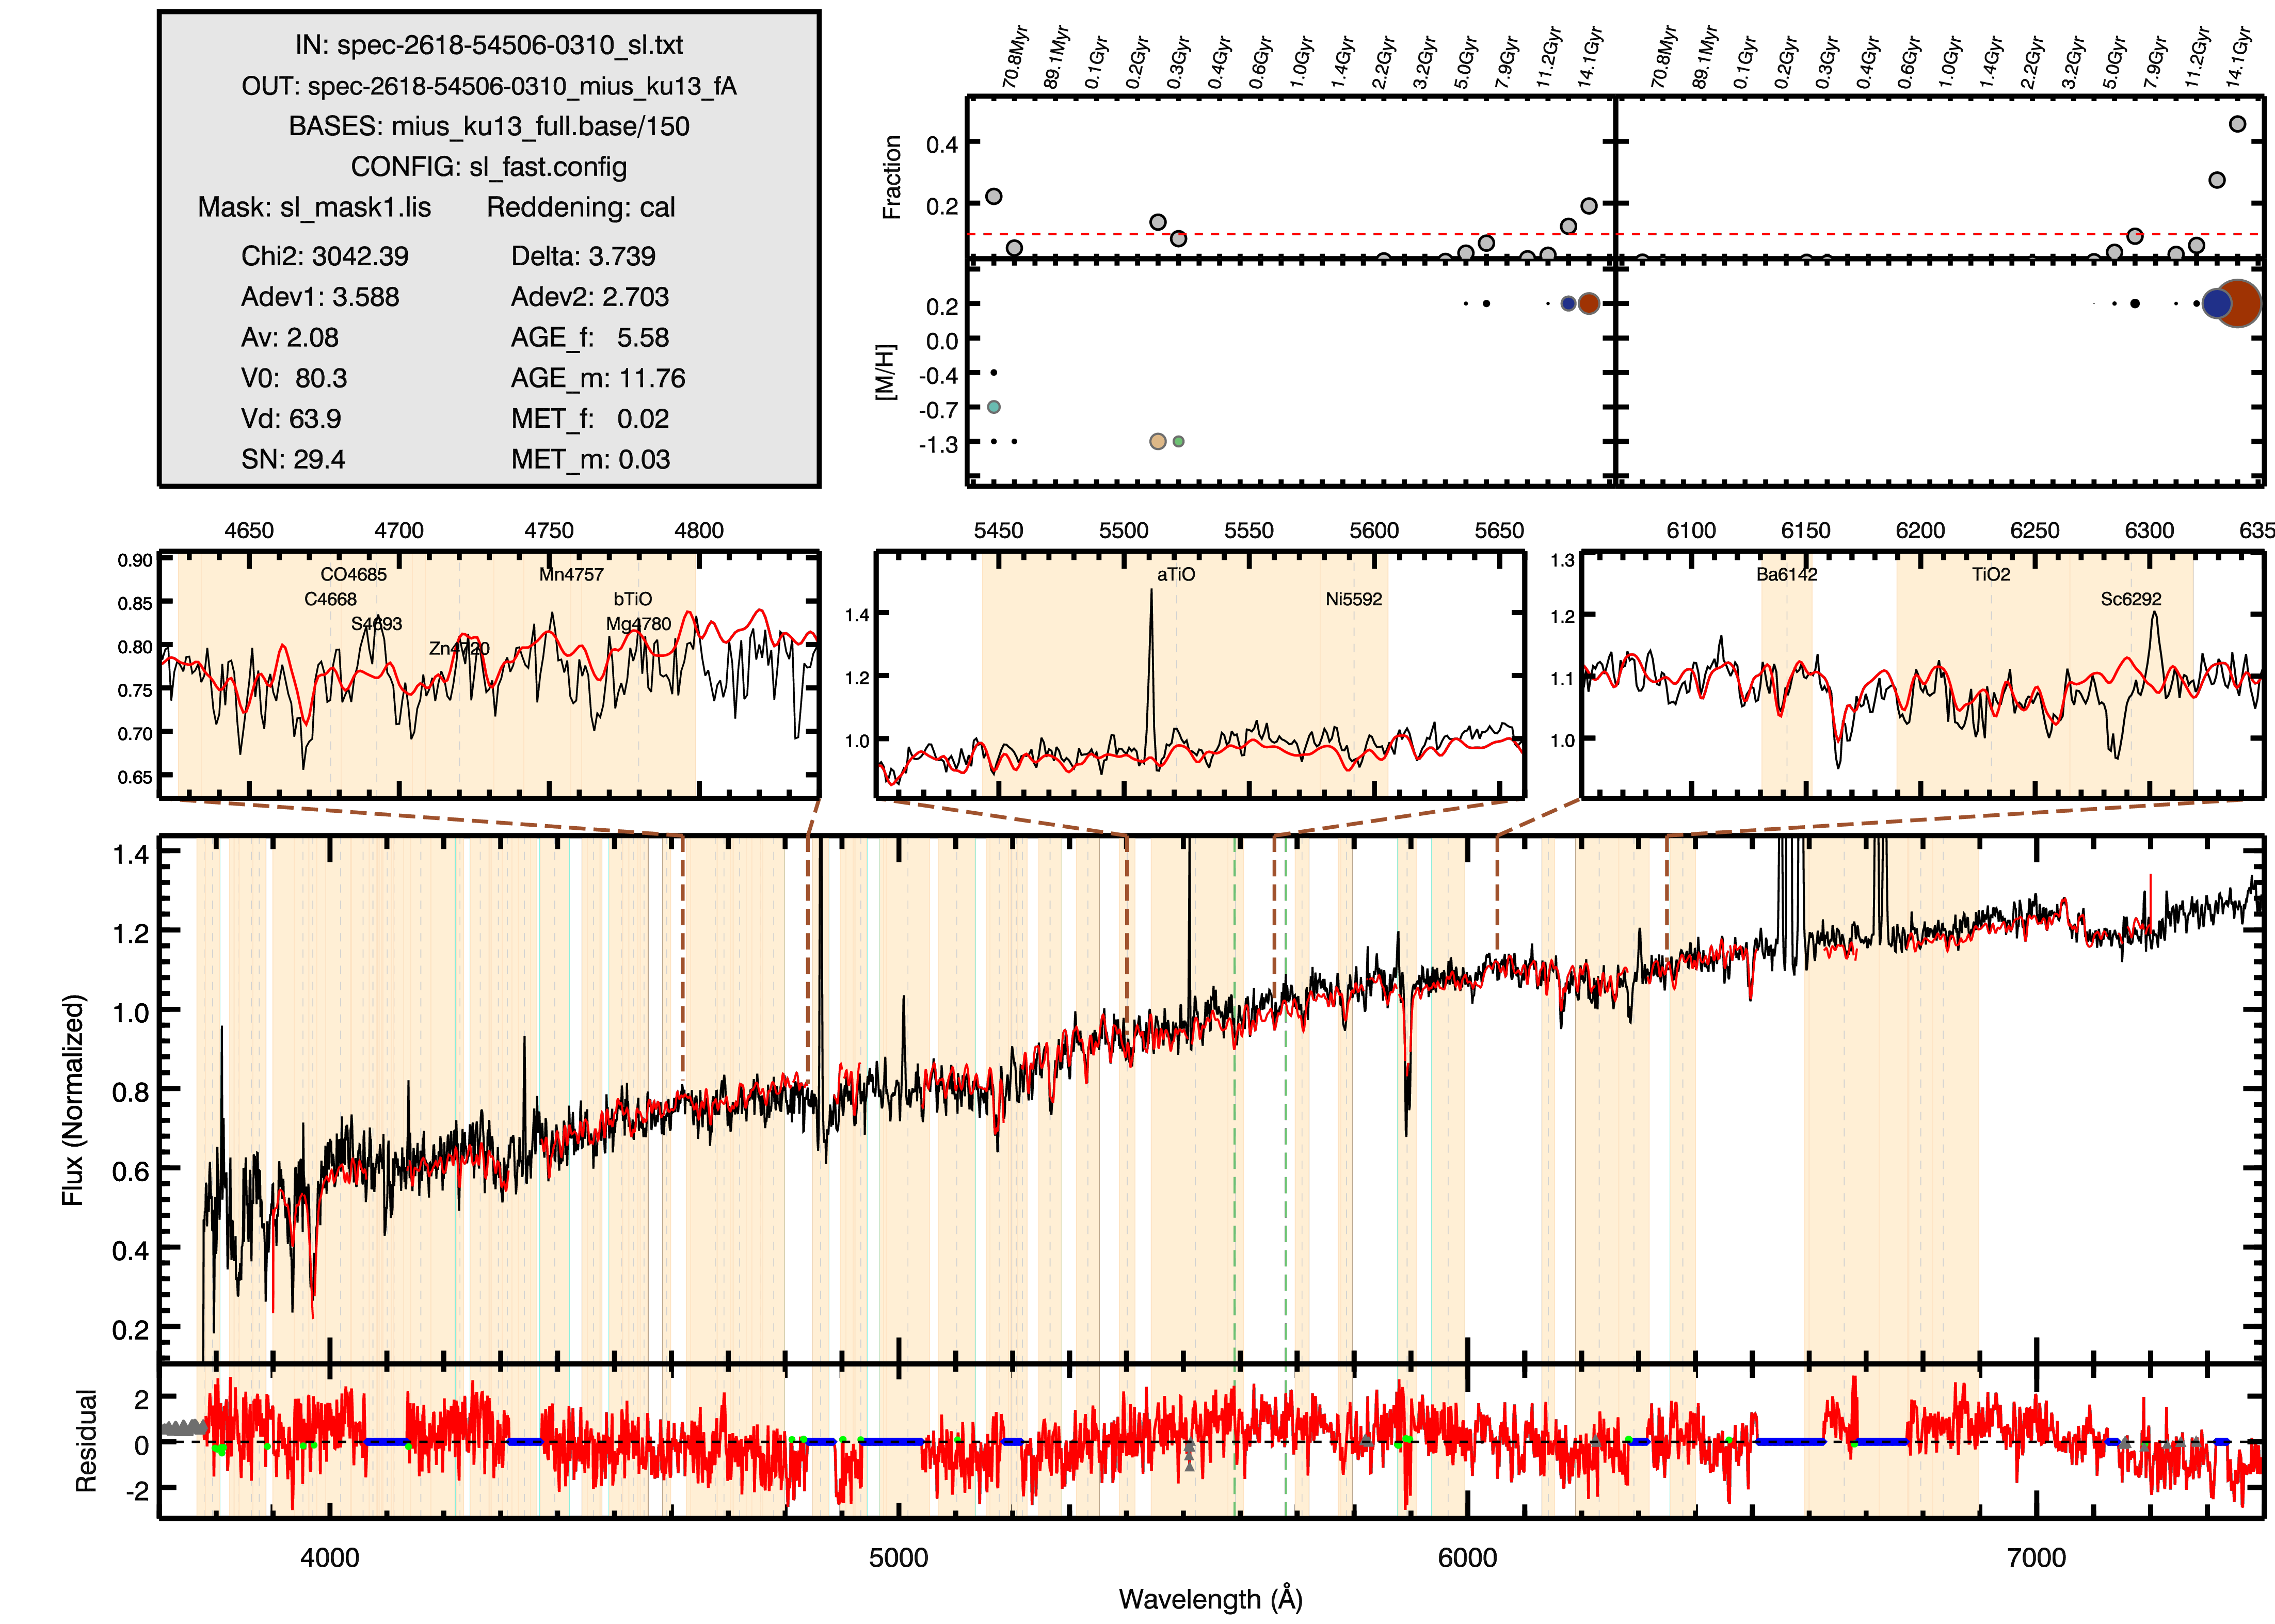 IN: spec-2618-54506-0310_sl.txt
OUT: spec-2618-54506-0310_mius_ku13_fA
BASES: mius_ku13_full.base/150
CONFIG: sl_fast.config
Mask: sl_mask1.lis Reddening: cal
Chi2: 3042.39 Delta: 3.739
Adev1: 3.588 Adev2: 2.703
Av: 2.08 AGE_f: 5.58
V0: 80.3 AGE_m: 11.76
Vd: 63.9 MET_f: 0.02
SN: 29.4 MET_m: 0.03
70.8Myr 89.1Myr 0.1Gyr 0.2Gyr 0.3Gyr 0.4Gyr 0.6Gyr 1.0Gyr 1.4Gyr 2.2Gyr 3.2Gyr 5.0Gyr 7.9Gyr 11.2Gyr 14.1Gyr
70.8Myr 89.1Myr 0.1Gyr 0.2Gyr 0.3Gyr 0.4Gyr 0.6Gyr 1.0Gyr 1.4Gyr 2.2Gyr 3.2Gyr 5.0Gyr 7.9Gyr 11.2Gyr 14.1Gyr
Fraction
0.4
0.2
[M/H]
0.2
0.0
-0.4
-0.7
-1.3
4650 4700 4750 4800
0.90
0.85
0.80
0.75
0.70
0.65
CO4685 Mn4757
C4668 bTiO
S4693 Mg4780
Zn4720
5450 5500 5550 5600 5650
1.4
1.2
1.0
aTiO
Ni5592
6100 6150 6200 6250 6300 635
1.3
1.2
1.1
1.0
Ba6142 TiO2
Sc6292
Flux (Normalized)
1.4
1.2
1.0
0.8
0.6
0.4
0.2
Residual
2
0
-2
4000 5000 6000 7000
Wavelength (Å)